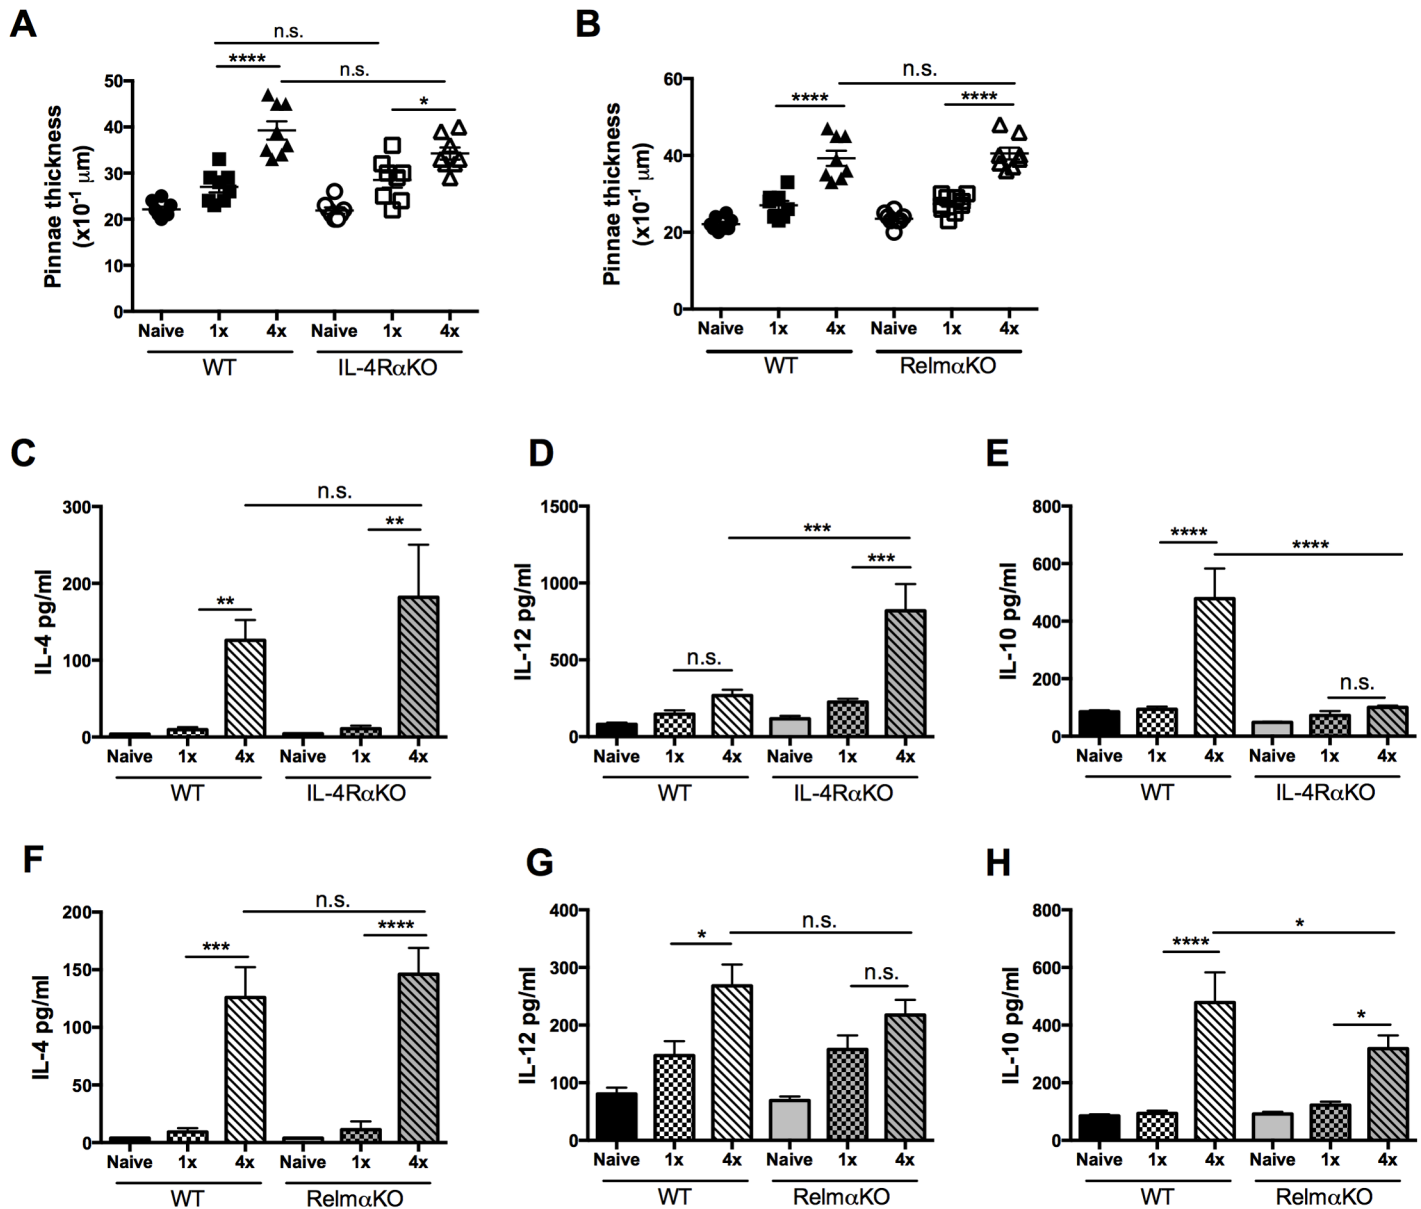 A
n.s.
****
n.s.
*
Pinnae thickness
(x10-1 μm)
50
40
30
20
10
0
Naive 1x 4x Naive 1x 4x
WT IL-4RαKO
B
n.s.
**** ****
Pinnae thickness
(x10-1 μm)
60
40
20
0
Naive 1x 4x Naive 1x 4x
WT RelmαKO
C
n.s.
**
**
IL-4 pg/ml
300
200
100
0
Naive 1x 4x Naive 1x 4x
WT IL-4RαKO
D
***
***
n.s.
IL-12 pg/ml
1500
1000
500
0
Naive 1x 4x Naive 1x 4x
WT IL-4RαKO
E
****
****
n.s.
IL-10 pg/ml
800
600
400
200
0
Naive 1x 4x Naive 1x 4x
WT IL-4RαKO
F
n.s.
****
***
IL-4 pg/ml
200
150
100
50
0
Naive 1x 4x Naive 1x 4x
WT RelmαKO
G
n.s.
*
n.s.
IL-12 pg/ml
400
300
200
100
0
Naive 1x 4x Naive 1x 4x
WT RelmαKO
H
*
****
*
IL-10 pg/ml
800
600
400
200
0
Naive 1x 4x Naive 1x 4x
WT RelmαKO